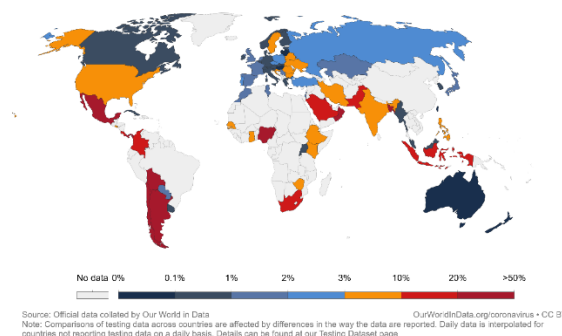 No data 0% 0.1% 1% 2% 3% 10% 20% >50%
Source: Official data collated by Our World in Data OurWorldInData.org/coronavirus • CC B
Note: Comparisons of testing data across countries are affected by differences in the way the data are reported. Daily data is interpolated for
countries not reporting testing data on a daily basis. Details can be found at our Testing Dataset page